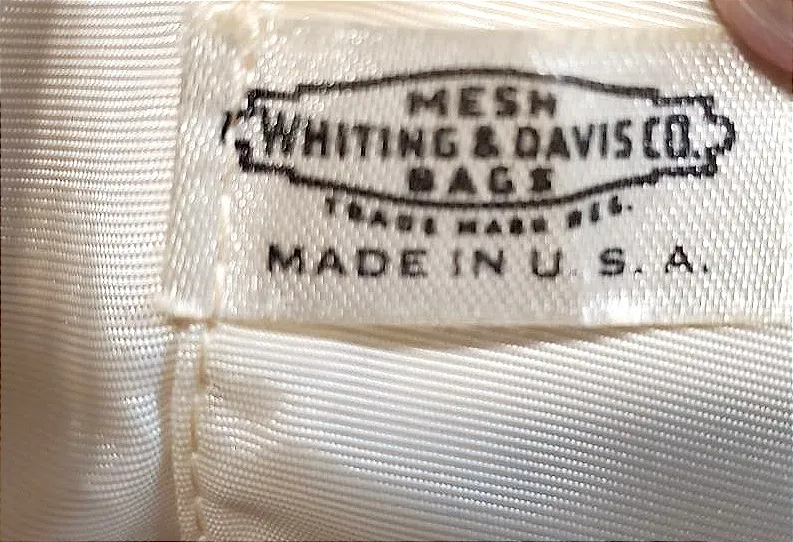 MESH
WHITING & DAVIS CO.
BAGS
TRADE MARK REG.
MADE IN U. S. A.